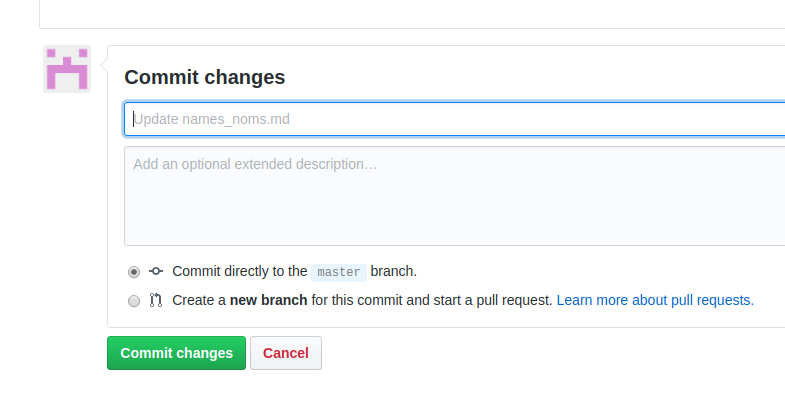 Commit changes
Update names_noms.md
Add an optional extended description…
Commit directly to the master branch.
Create a new branch for this commit and start a pull request. Learn more about pull requests.
Commit changes Cancel